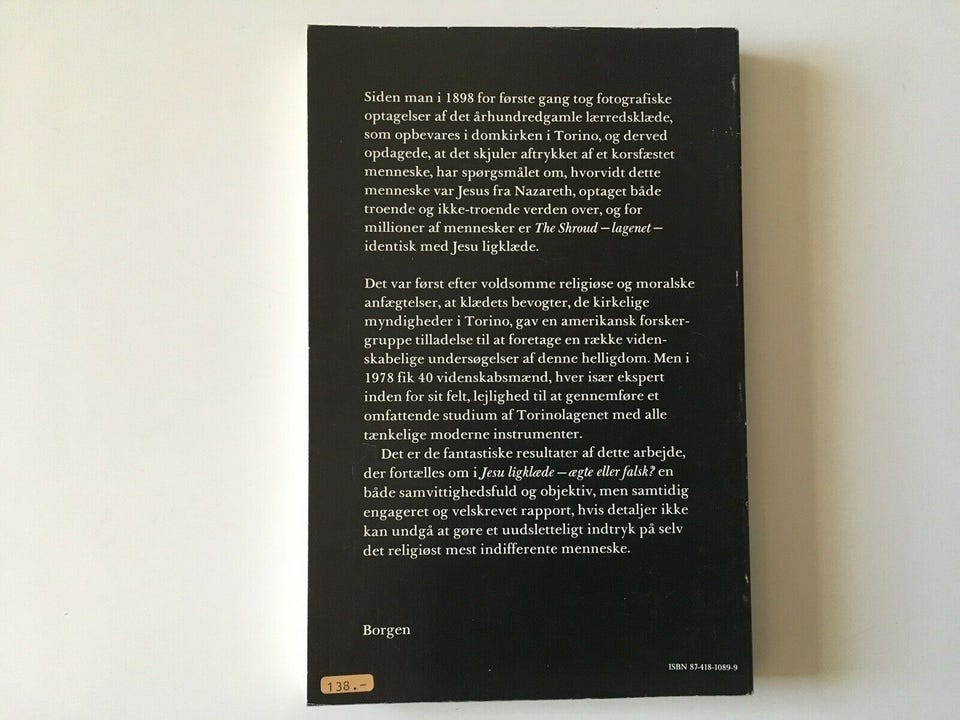 Siden man i 1898 for første gang tog fotografiske
optagelser af det århundredgamle lærredsklæde,
som opbevares i domkirken i Torino, og derved
opdagede, at det skjuler aftrykket af et korsfæstet
menneske, har spørgsmålet om, hvorvidt dette
menneske var Jesus fra Nazareth, optaget både
troende og ikke-troende verden over, og for
millioner af mennesker er The Shroud – lagenet –
identisk med Jesu ligklæde.
Det var først efter voldsomme religiøse og moralske
anfægtelser, at klædets bevogter, de kirkelige
myndigheder i Torino, gav en amerikansk forsker-
gruppe tilladelse til at foretage en række viden-
skabelige undersøgelser af denne helligdom. Men i
1978 fik 40 videnskabsmænd, hver især ekspert
inden for sit felt, lejlighed til at gennemføre et
omfattende studium af Torinolagenet med alle
tænkelige moderne instrumenter.
Det er de fantastiske resultater af dette arbejde,
der fortælles om i Jesu ligklæde – ægte eller falsk? en
både samvittighedsfuld og objektiv, men samtidig
engageret og velskrevet rapport, hvis detaljer ikke
kan undgå at gøre et uudsletteligt indtryk på selv
det religiøst mest indifferente menneske.
Borgen
ISBN 87-418-1089-9
138.-